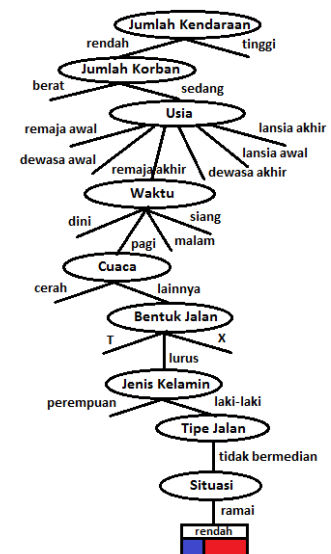 Jumlah Kendaraan
rendah
tinggi
Jumlah Korban
berat
sedang
Usia
remaja awal
lansia akhir
dewasa awal
lansia awal
remaja akhir
dewasa akhir
Waktu
dini
siang
pagi
malam
Cuaca
cerah
lainnya
Bentuk Jalan
T
X
lurus
Jenis Kelamin
perempuan
laki-laki
Tipe Jalan
tidak bermedian
Situasi
ramai
rendah